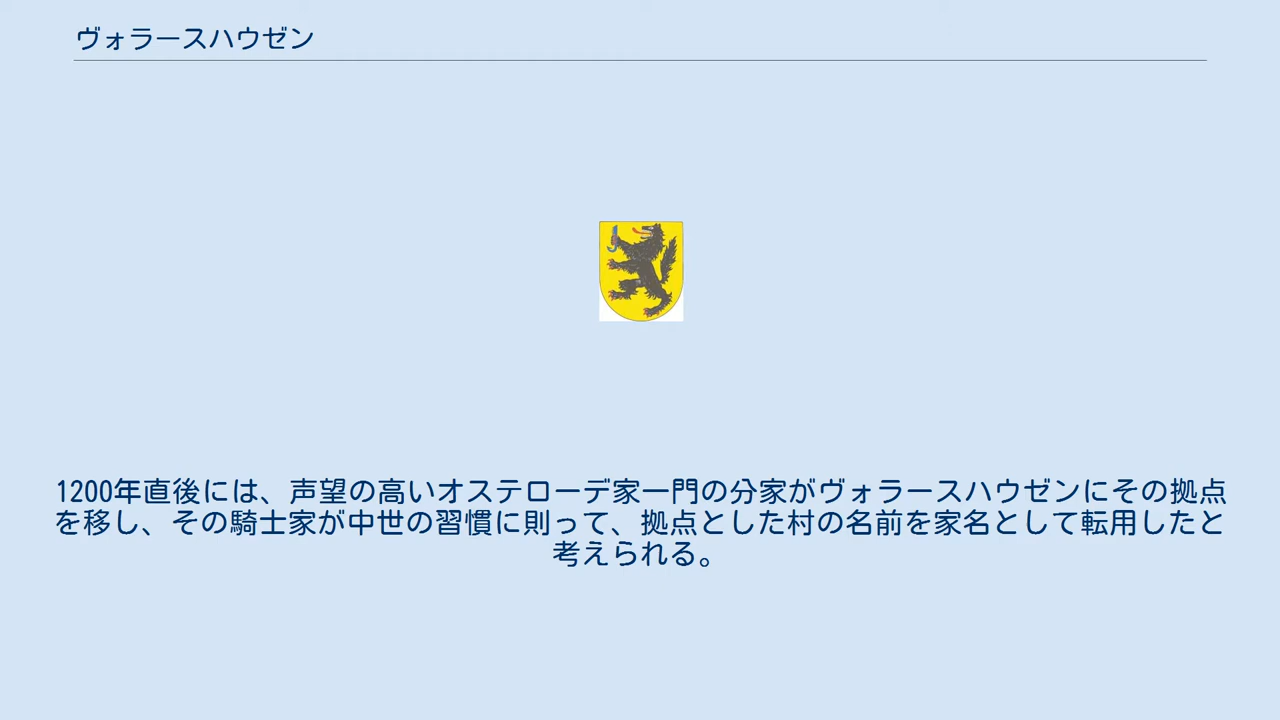 ヴォラースハウゼン
1200年直後には、声望の高いオステローデ家一門の分家がヴォラースハウゼンにその拠点
を移し、その騎士家が中世の習慣に則って、拠点とした村の名前を家名として転用したと
考えられる。